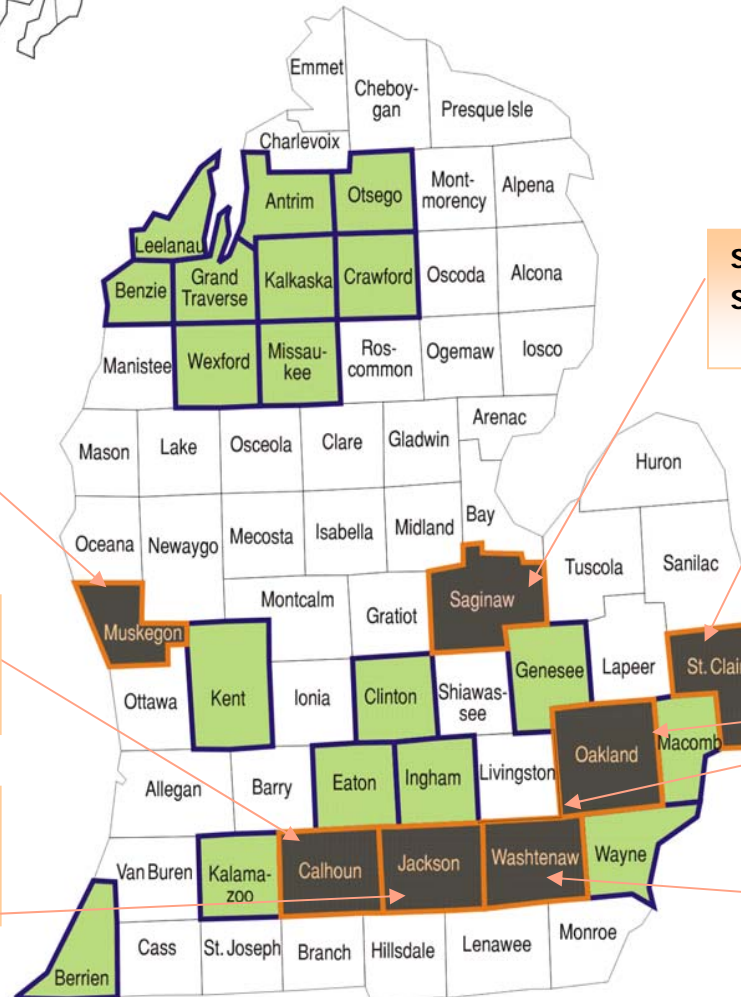 Emmet
Cheboy-
gan
Presque Isle
Charlevoix
Antrim
Otsego
Mont-
morency
Alpena
Leelanau
Benzie
Grand
Traverse
Kalkaska
Crawford
Oscoda
Alcona
S
S
Manistee
Wexford
Missau-
kee
Ros-
common
Ogemaw
Iosco
Mason
Lake
Osceola
Clare
Gladwin
Arenac
Huron
Oceana
Newaygo
Mecosta
Isabella
Midland
Bay
Tuscola
Sanilac
Muskegon
Montcalm
Gratiot
Saginaw
Ottawa
Kent
Ionia
Clinton
Shiawas-
see
Genesee
Lapeer
St. Clair
Allegan
Barry
Eaton
Ingham
Livingston
Oakland
Macomb
Van Buren
Kalama-
zoo
Calhoun
Jackson
Washtenaw
Wayne
Berrien
Cass
St. Joseph
Branch
Hillsdale
Lenawee
Monroe